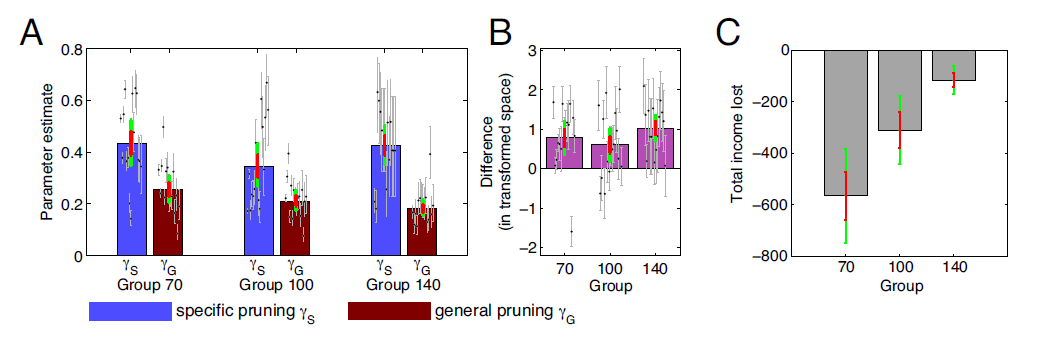 A
Parameter estimate
0.8
0.6
0.4
0.2
0
γS γG γS γG γS γG
Group 70 Group 100 Group 140
specific pruning γS general pruning γG
B
Difference
(in transformed space)
3
2
1
0
−1
−2
70 100 140
Group
C
Total income lost
0
−200
−400
−600
−800
70 100 140
Group